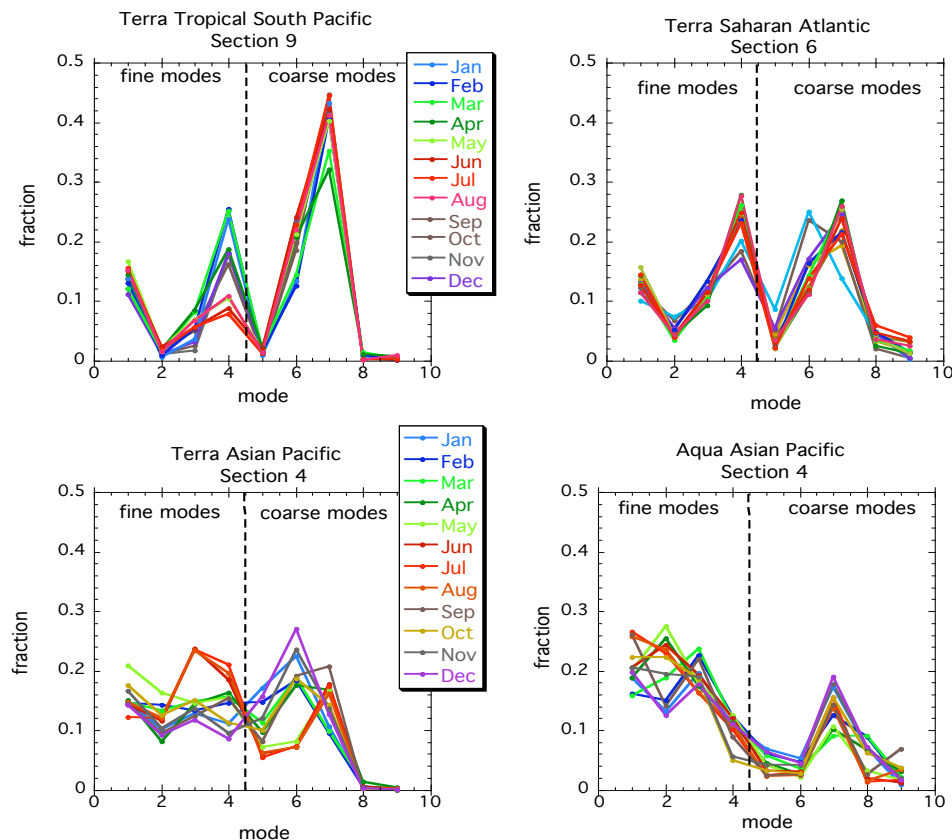 Terra Tropical South Pacific
Section 9
0.5
0.4
0.3
0.2
0.1
0
fraction
fine modes
coarse modes
0 2 4 6 8 10
mode
Jan
Feb
Mar
Apr
May
Jun
Jul
Aug
Sep
Oct
Nov
Dec
Terra Saharan Atlantic
Section 6
0.5
0.4
0.3
0.2
0.1
0
fraction
fine modes
coarse modes
0 2 4 6 8 10
mode
Terra Asian Pacific
Section 4
0.5
0.4
0.3
0.2
0.1
0
fraction
fine modes
coarse modes
0 2 4 6 8 10
mode
Jan
Feb
Mar
Apr
May
Jun
Jul
Aug
Sep
Oct
Nov
Dec
Aqua Asian Pacific
Section 4
0.5
0.4
0.3
0.2
0.1
0
fraction
fine modes
coarse modes
0 2 4 6 8 10
mode